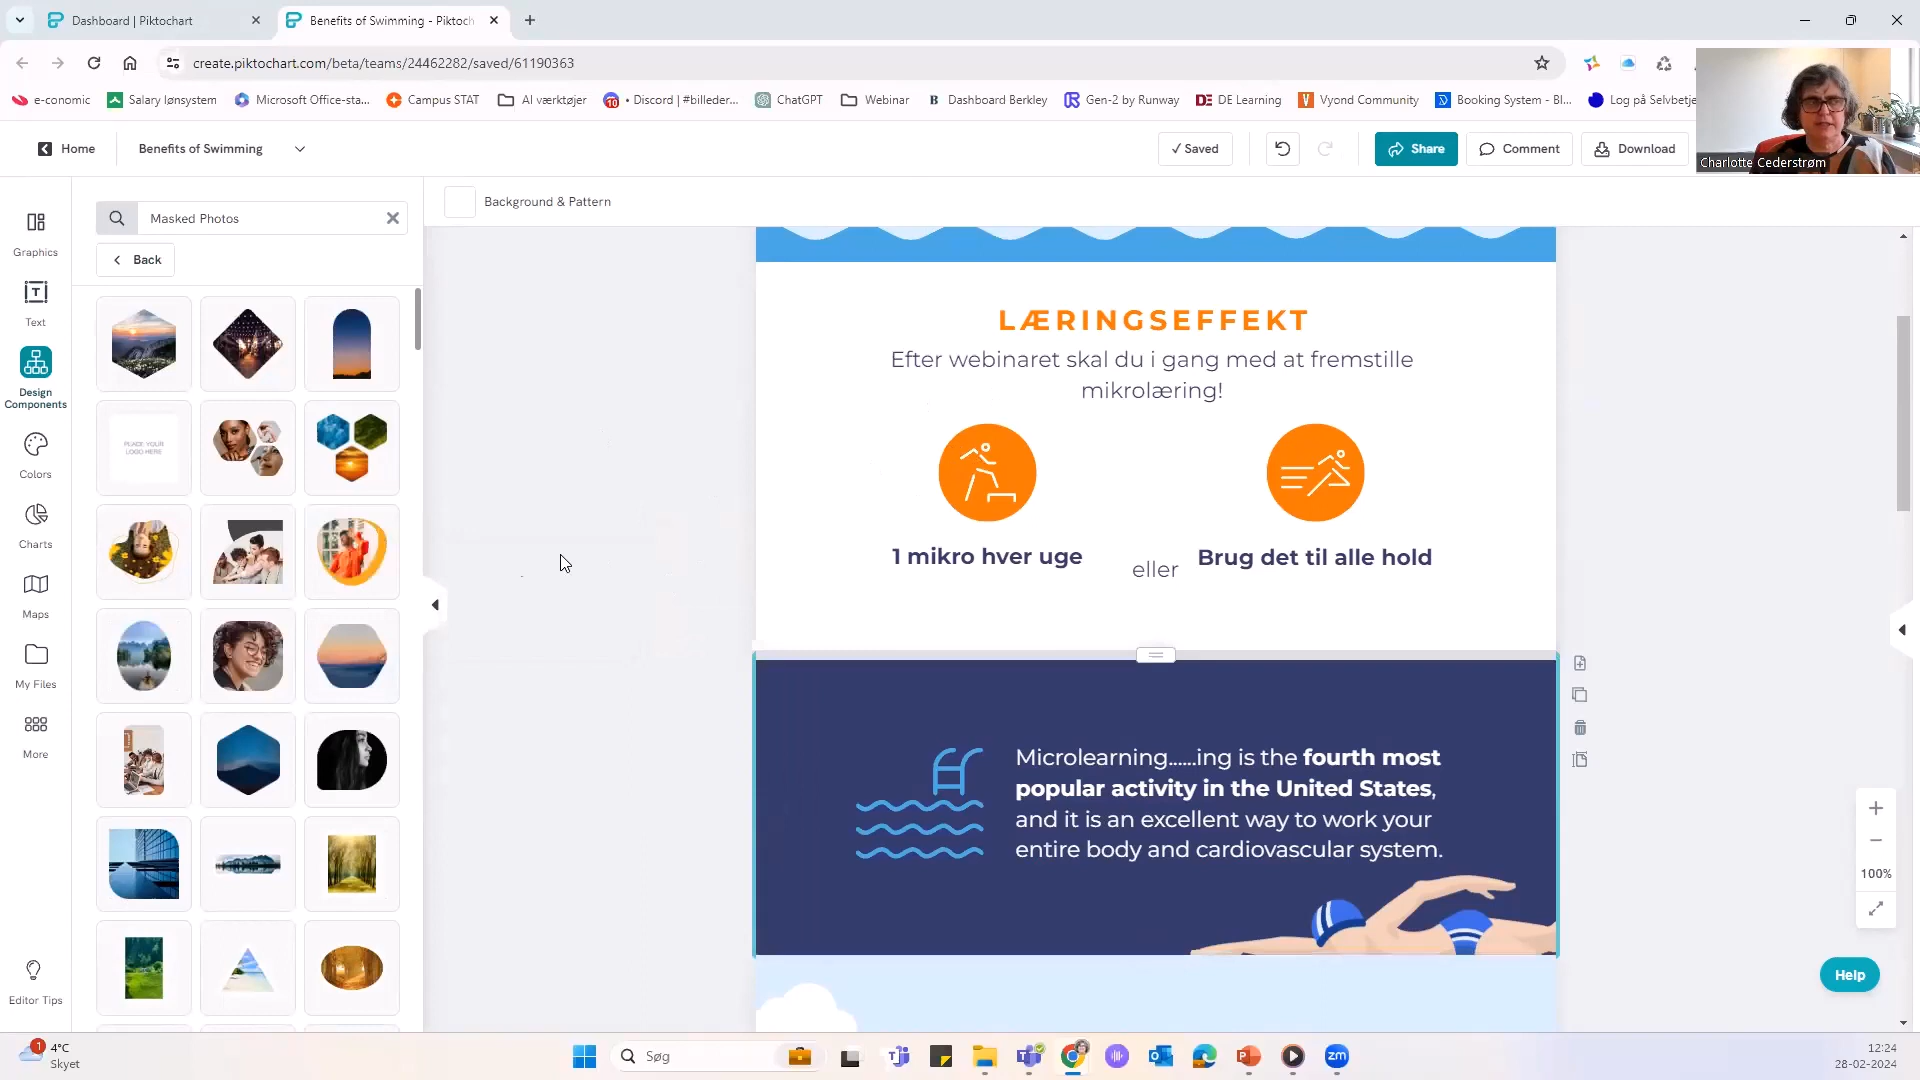 Dashboard | Piktochart
Benefits of Swimming - Piktoch
create.piktochart.com/beta/teams/24462282/saved/61190363
e-conomic
Salary lønsystem
Microsoft Office-sta...
Campus STAT
AI værktøjer
• Discord | #billeder...
ChatGPT
Webinar
Dashboard Berkley
Gen-2 by Runway
DE Learning
Vyond Community
Booking System - Bl...
Log på Selvbetje
Home
Benefits of Swimming
✓ Saved
Share
Comment
Download
Charlotte Cederstrøm
Masked Photos
Back
Background & Pattern
Graphics
Text
Design
Components
Colors
Charts
Maps
My Files
More
Editor Tips
PLACE YOUR
LOGO HERE
LÆRINGSEFFEKT
Efter webinaret skal du i gang med at fremstille
mikrolæring!
1 mikro hver uge
eller
Brug det til alle hold
Microlearning......ing is the fourth most
popular activity in the United States,
and it is an excellent way to work your
entire body and cardiovascular system.
100%
Help
1
4°C
Skyet
Søg
12:24
28-02-2024